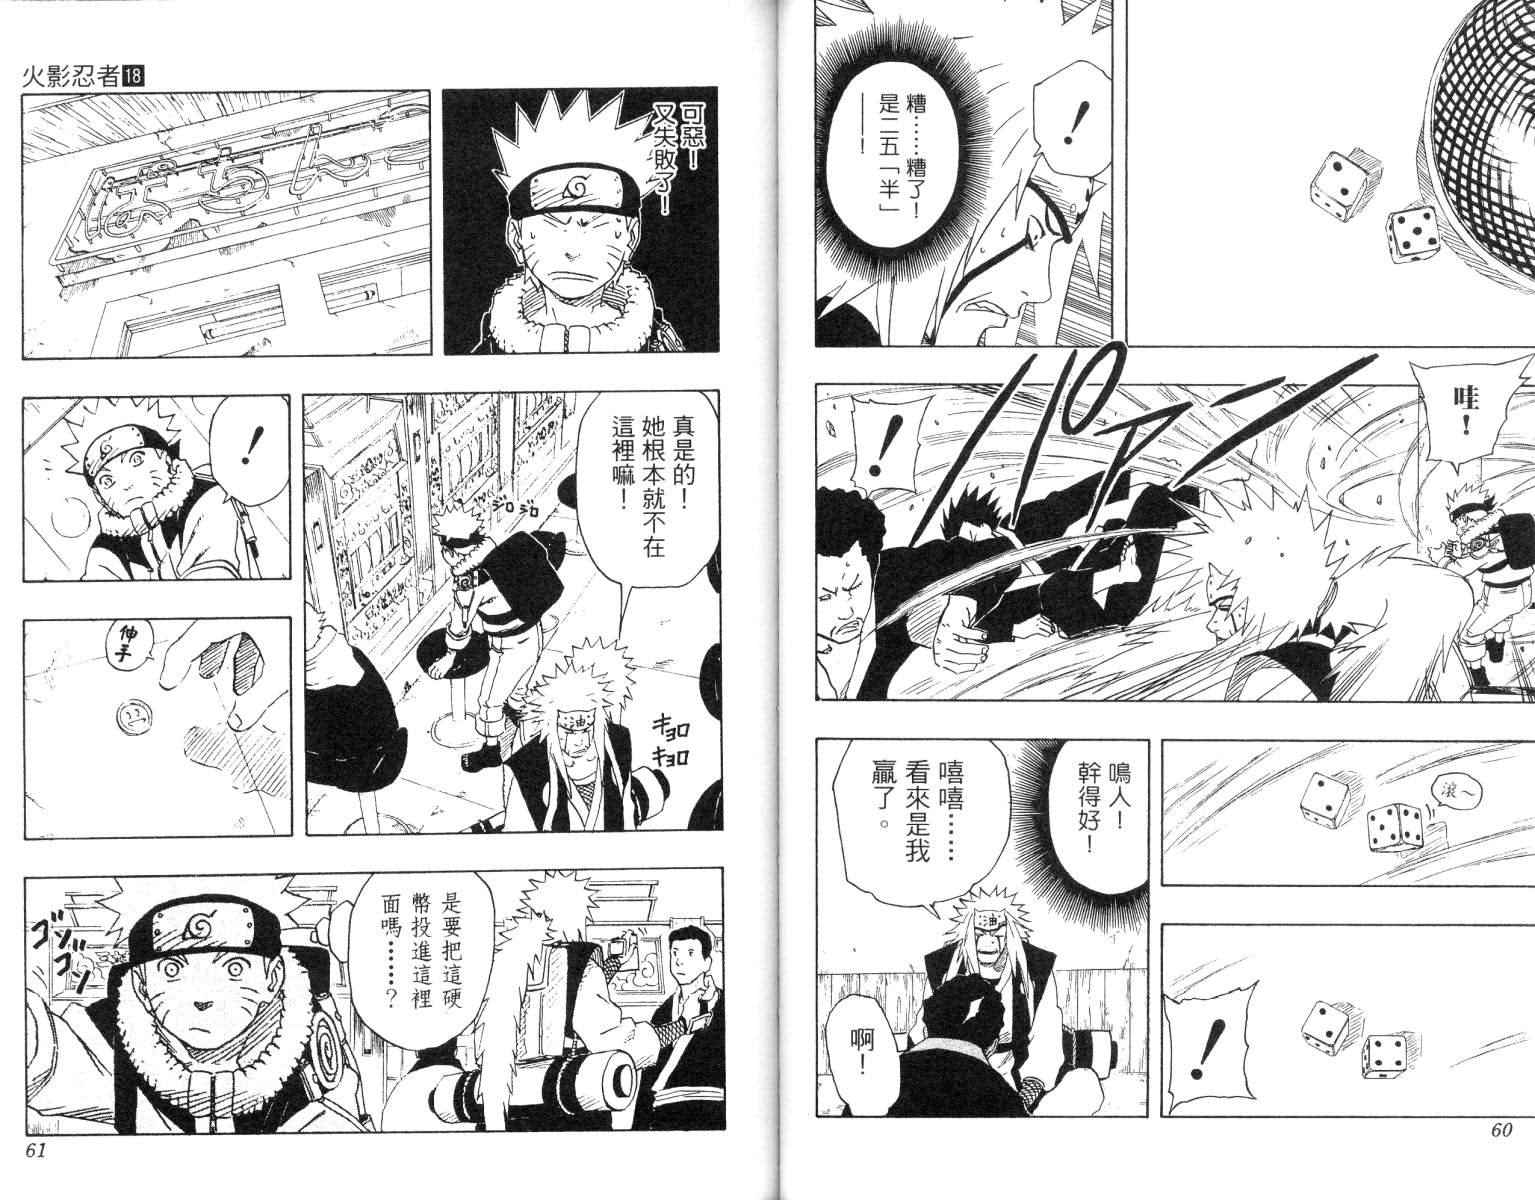 ！
糟……糟了！
是二五「半」
——！
哇！
パァン
！
滾～
！
鳴人！
幹得好！
嘻嘻……
看來是我
贏了。
油
啊！
60
火影忍者18
可惡！
又失敗了！
真是的！
她根本就不在
這裡嘛！
ジロジロ
油
キョロ
キョロ
！
伸手
是要把這硬
幣投進這裡
面嗎……？
ゴソ
ゴソ
61